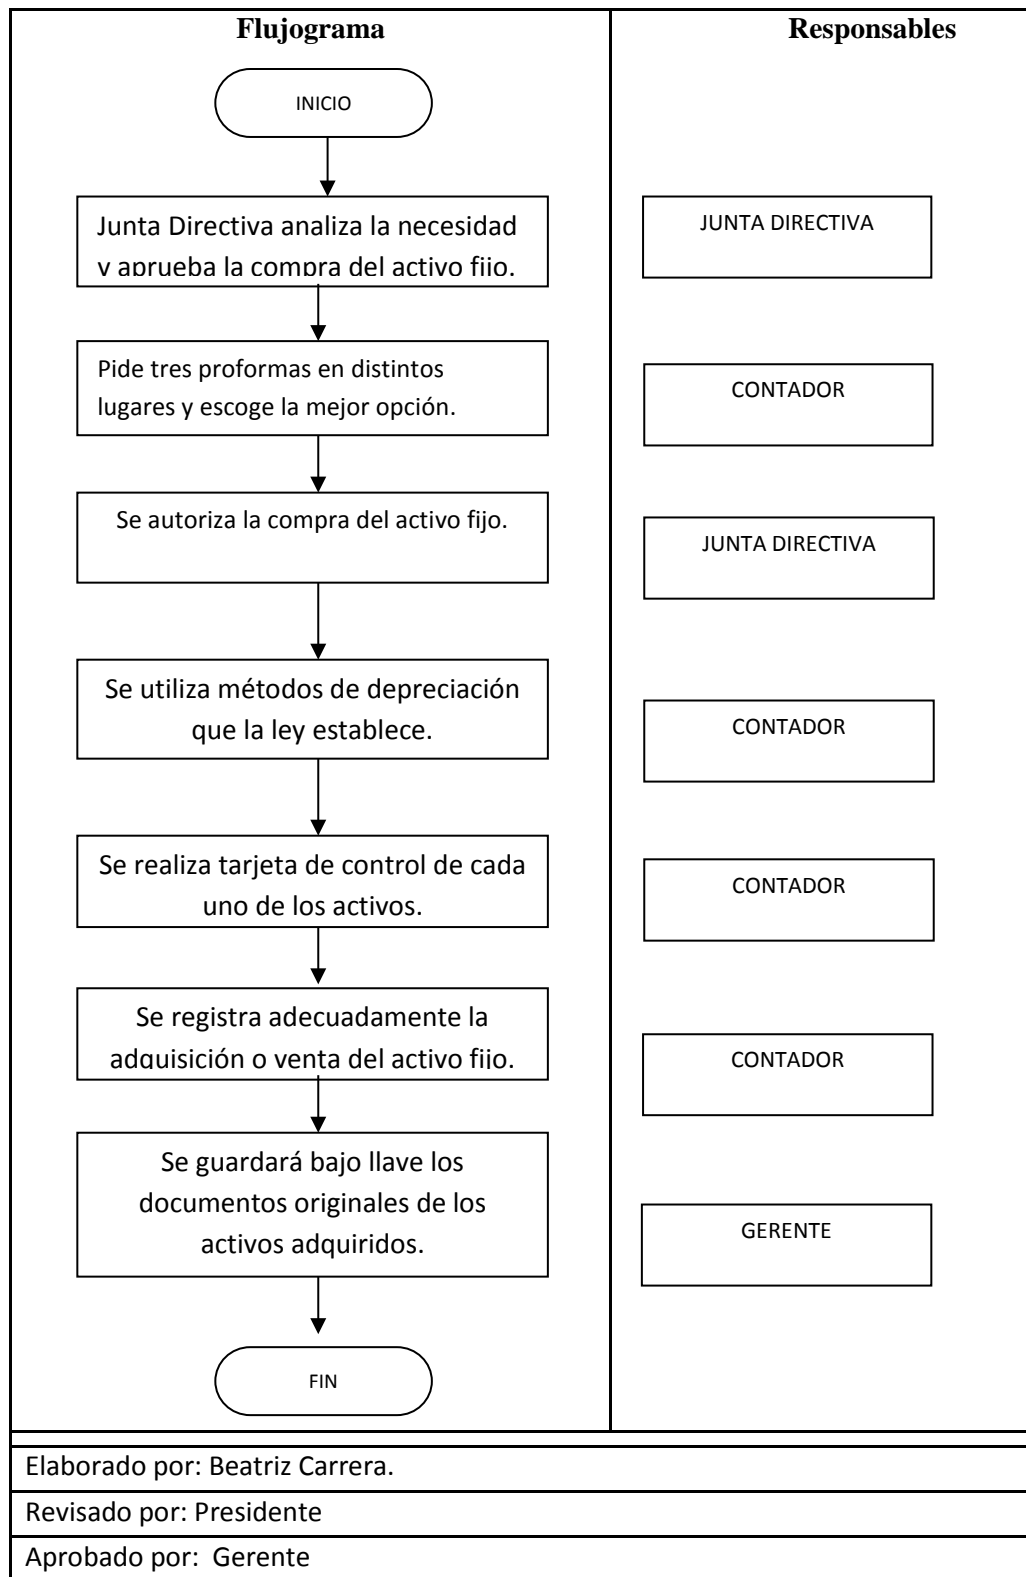 Flujograma
Responsables
INICIO
Junta Directiva analiza la necesidad
y aprueba la compra del activo fijo.
JUNTA DIRECTIVA
Pide tres proformas en distintos
lugares y escoge la mejor opción.
CONTADOR
Se autoriza la compra del activo fijo.
JUNTA DIRECTIVA
Se utiliza métodos de depreciación
que la ley establece.
CONTADOR
Se realiza tarjeta de control de cada
uno de los activos.
CONTADOR
Se registra adecuadamente la
adquisición o venta del activo fijo.
CONTADOR
Se guardará bajo llave los
documentos originales de los
activos adquiridos.
GERENTE
FIN
Elaborado por: Beatriz Carrera.
Revisado por: Presidente
Aprobado por:  Gerente